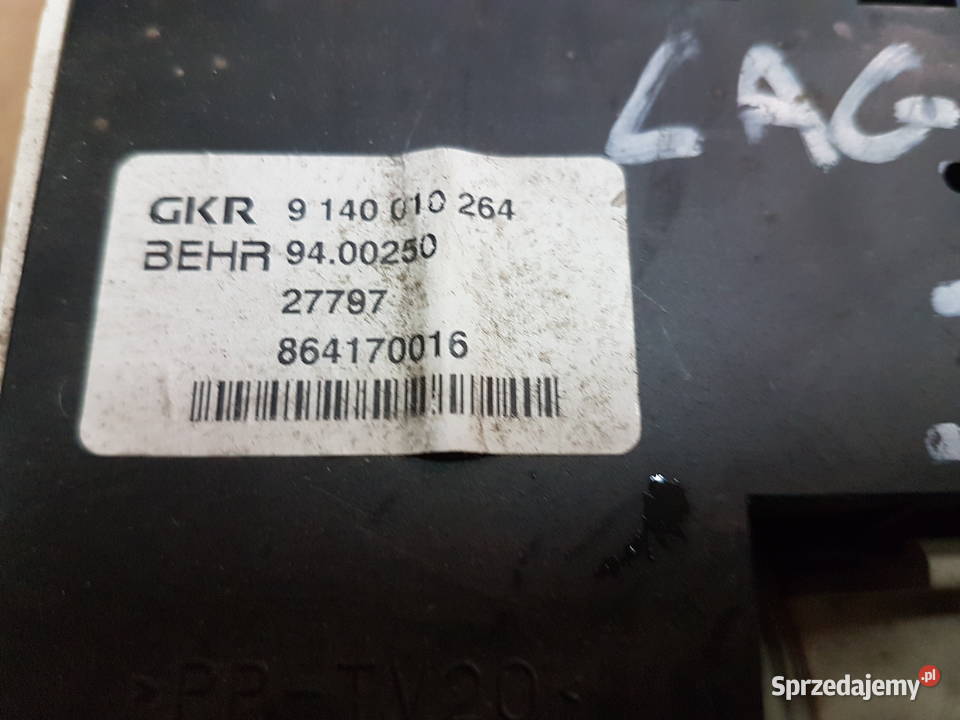 LAG
GKR 9 140 010 264
BEHR 94.00250
27797
864170016
>PP-TV20<
Sprzedajemy.pl